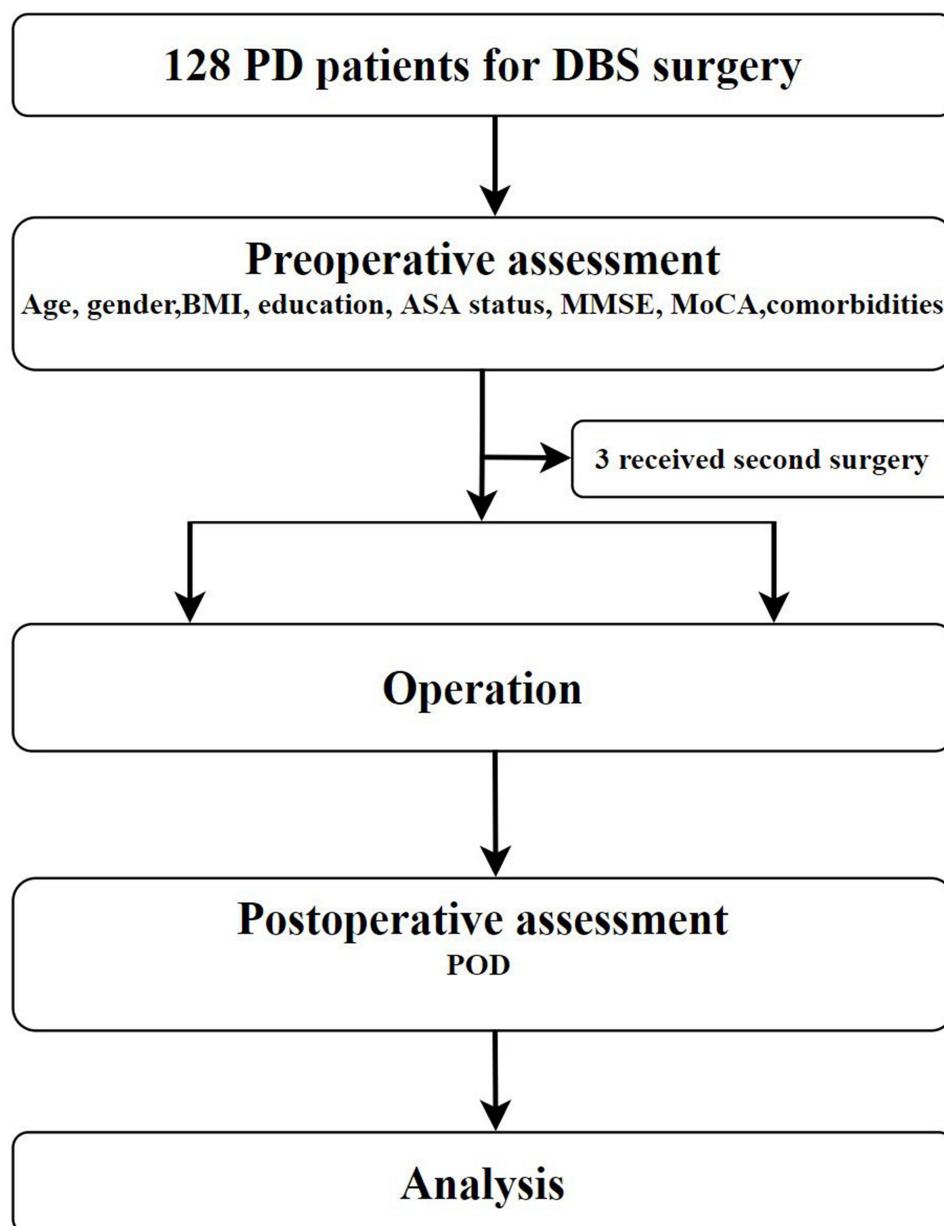 128 PD patients for DBS surgery
Preoperative assessment
Age, gender,BMI, education, ASA status, MMSE, MoCA,comorbidities
3 received second surgery
Operation
Postoperative assessment
POD
Analysis